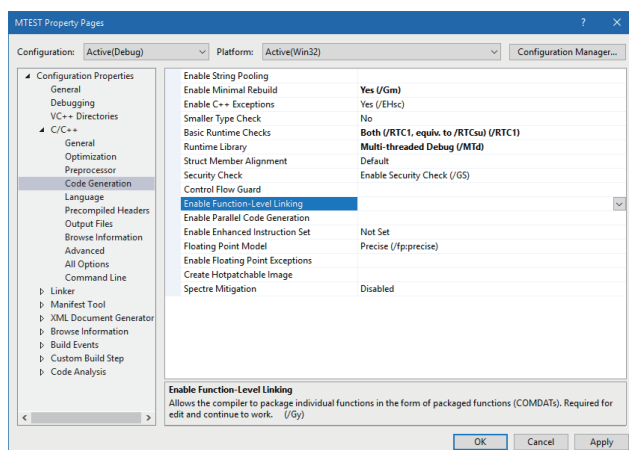 MTEST Property Pages
? ×
Configuration: Active(Debug) Platform: Active(Win32) Configuration Manager...
Configuration Properties
General
Debugging
VC++ Directories
C/C++
General
Optimization
Preprocessor
Code Generation
Language
Precompiled Headers
Output Files
Browse Information
Advanced
All Options
Command Line
Linker
Manifest Tool
XML Document Generator
Browse Information
Build Events
Custom Build Step
Code Analysis
Enable String Pooling
Enable Minimal Rebuild Yes (/Gm)
Enable C++ Exceptions Yes (/EHsc)
Smaller Type Check No
Basic Runtime Checks Both (/RTC1, equiv. to /RTCsu) (/RTC1)
Runtime Library Multi-threaded Debug (/MTd)
Struct Member Alignment Default
Security Check Enable Security Check (/GS)
Control Flow Guard
Enable Function-Level Linking
Enable Parallel Code Generation
Enable Enhanced Instruction Set Not Set
Floating Point Model Precise (/fp:precise)
Enable Floating Point Exceptions
Create Hotpatchable Image
Spectre Mitigation Disabled
Enable Function-Level Linking
Allows the compiler to package individual functions in the form of packaged functions (COMDATs). Required for
edit and continue to work. (/Gy)
OK Cancel Apply